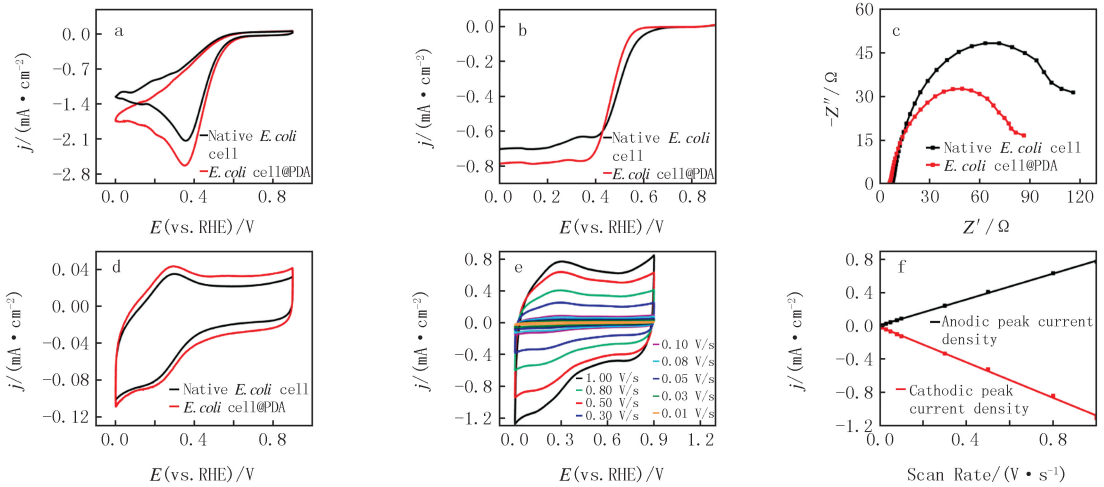 a
0.0
-0.7
-1.4
-2.1
-2.8
j/(mA·cm⁻²)
Native E.coli
cell
E.coli cell@PDA
0.0 0.4 0.8
E(vs. RHE)/V
b
0.0
-0.2
-0.4
-0.6
-0.8
j/(mA·cm⁻²)
Native E.coli
cell
E.coli cell@PDA
0.0 0.2 0.4 0.6 0.8
E(vs. RHE)/V
c
60
45
30
15
0
-Z″/Ω
Native E.coli
cell
E.coli cell@PDA
0 30 60 90 120
Z′/Ω
d
0.04
0.00
-0.04
-0.08
-0.12
j/(mA·cm⁻²)
Native E.coli cell
E.coli cell@PDA
0.0 0.4 0.8
E(vs. RHE)/V
e
0.8
0.4
0.0
-0.4
-0.8
-1.2
j/(mA·cm⁻²)
1.00 V/s
0.80 V/s
0.50 V/s
0.30 V/s
0.10 V/s
0.08 V/s
0.05 V/s
0.03 V/s
0.01 V/s
0.0 0.3 0.6 0.9 1.2
E(vs. RHE)/V
f
0.8
0.4
0.0
-0.4
-0.8
-1.2
j/(mA·cm⁻²)
Anodic peak current
density
Cathodic peak
current density
0.0 0.4 0.8
Scan Rate/(V·s⁻¹)